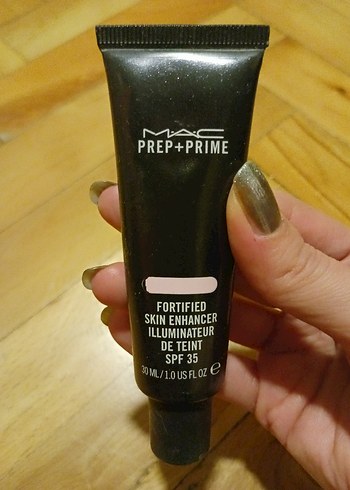 MAC
PREP+PRIME
FORTIFIED
SKIN ENHANCER
ILLUMINATEUR
DE TEINT
SPF 35
30 ML/1.0 US FL OZ ℮